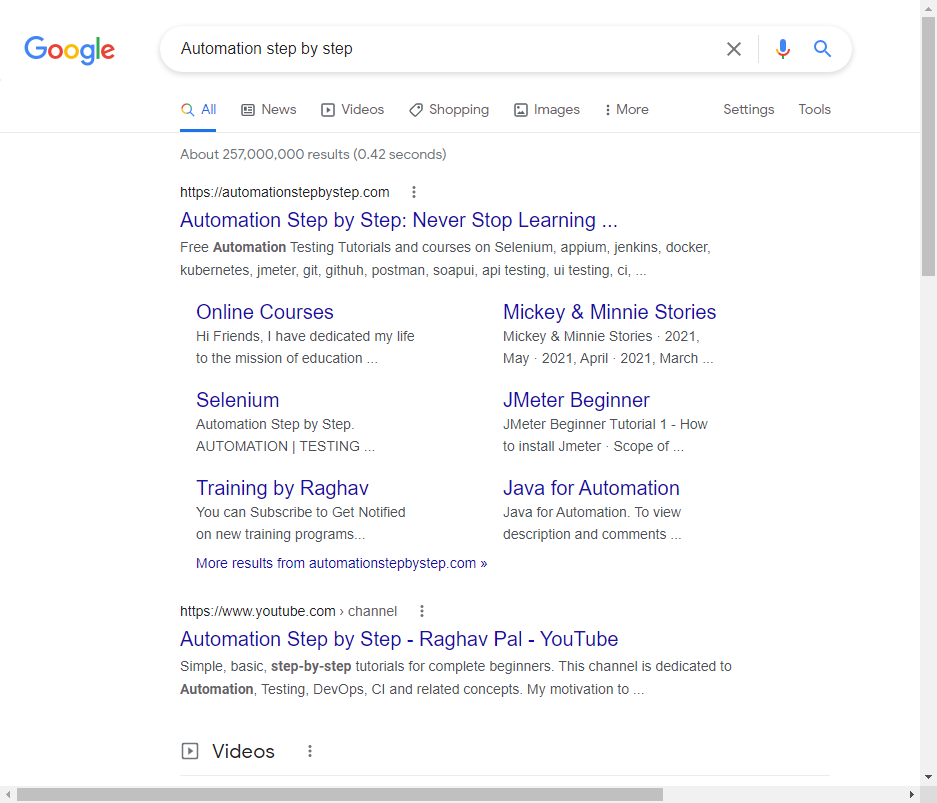 Google
Automation step by step
All News Videos Shopping Images More Settings Tools
About 257,000,000 results (0.42 seconds)
https://automationstepbystep.com
Automation Step by Step: Never Stop Learning ...
Free Automation Testing Tutorials and courses on Selenium, appium, jenkins, docker,
kubernetes, jmeter, git, githuh, postman, soapui, api testing, ui testing, ci, ...
Online Courses
Hi Friends, I have dedicated my life
to the mission of education ...
Mickey & Minnie Stories
Mickey & Minnie Stories · 2021,
May · 2021, April · 2021, March ...
Selenium
Automation Step by Step.
AUTOMATION | TESTING ...
JMeter Beginner
JMeter Beginner Tutorial 1 - How
to install Jmeter · Scope of ...
Training by Raghav
You can Subscribe to Get Notified
on new training programs...
Java for Automation
Java for Automation. To view
description and comments ...
More results from automationstepbystep.com »
https://www.youtube.com › channel
Automation Step by Step - Raghav Pal - YouTube
Simple, basic, step-by-step tutorials for complete beginners. This channel is dedicated to
Automation, Testing, DevOps, CI and related concepts. My motivation to ...
Videos